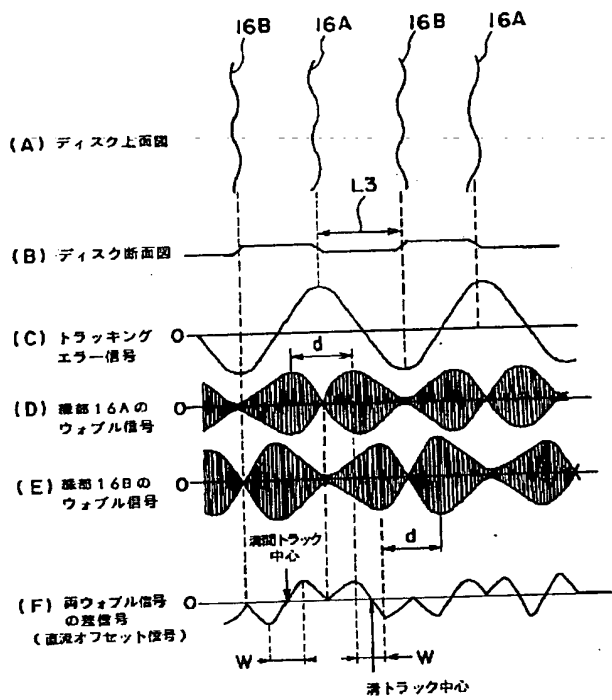 16B 16A 16B 16A
(A) ディスク上面図
L3
(B) ディスク断面図
(C) トラッキング
エラー信号
0
d
(D) 縁部16Aの
ウォブル信号
0
(E) 縁部16Bの
ウォブル信号
0
d
溝間トラック
中心
(F) 両ウォブル信号
の差信号
(直流オフセット信号)
0
W W
溝トラック中心